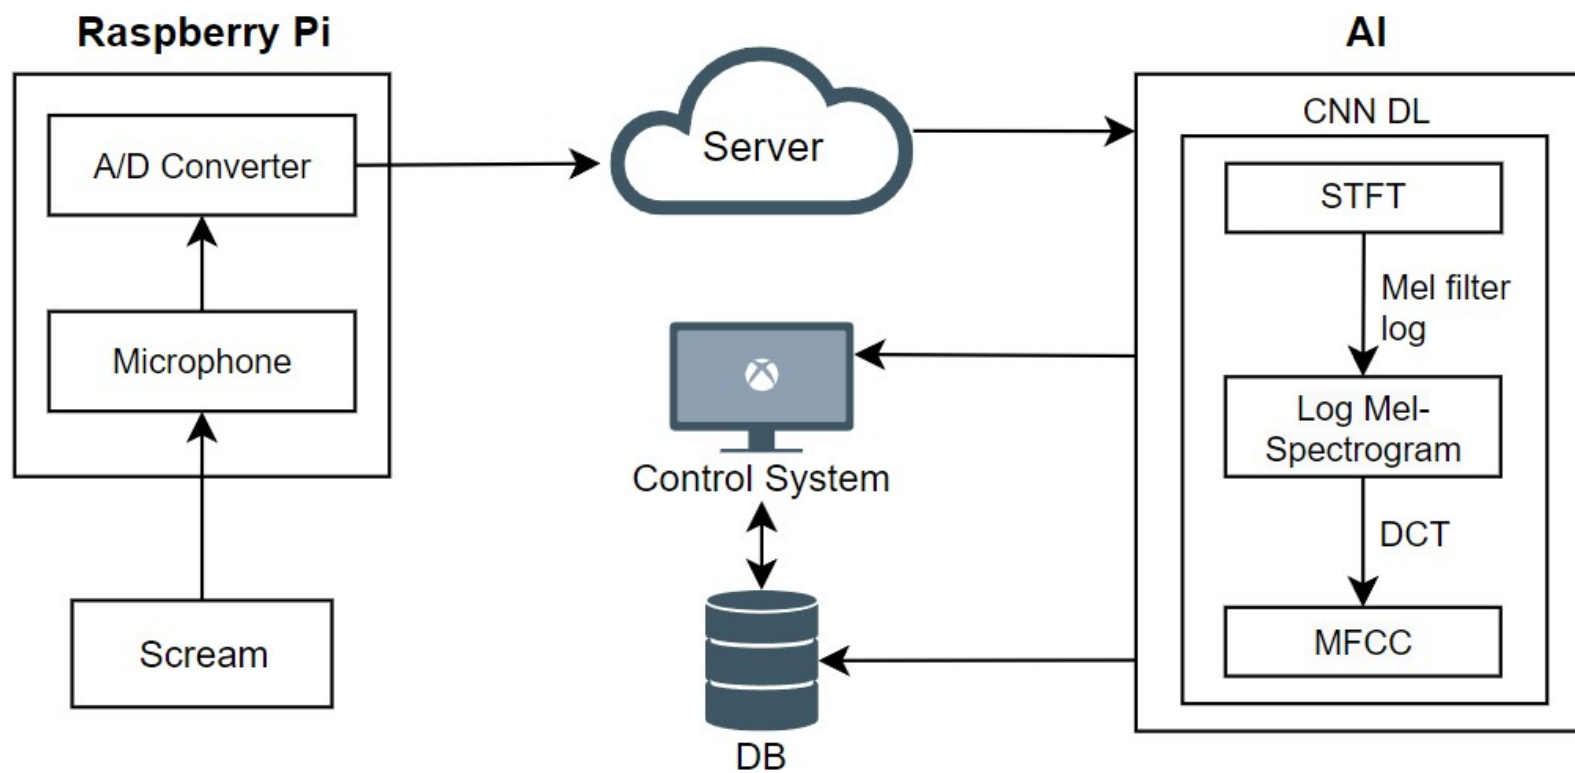 Raspberry Pi
A/D Converter
Microphone
Scream
Server
Control System
DB
AI
CNN DL
STFT
Mel filter
log
Log Mel-
Spectrogram
DCT
MFCC